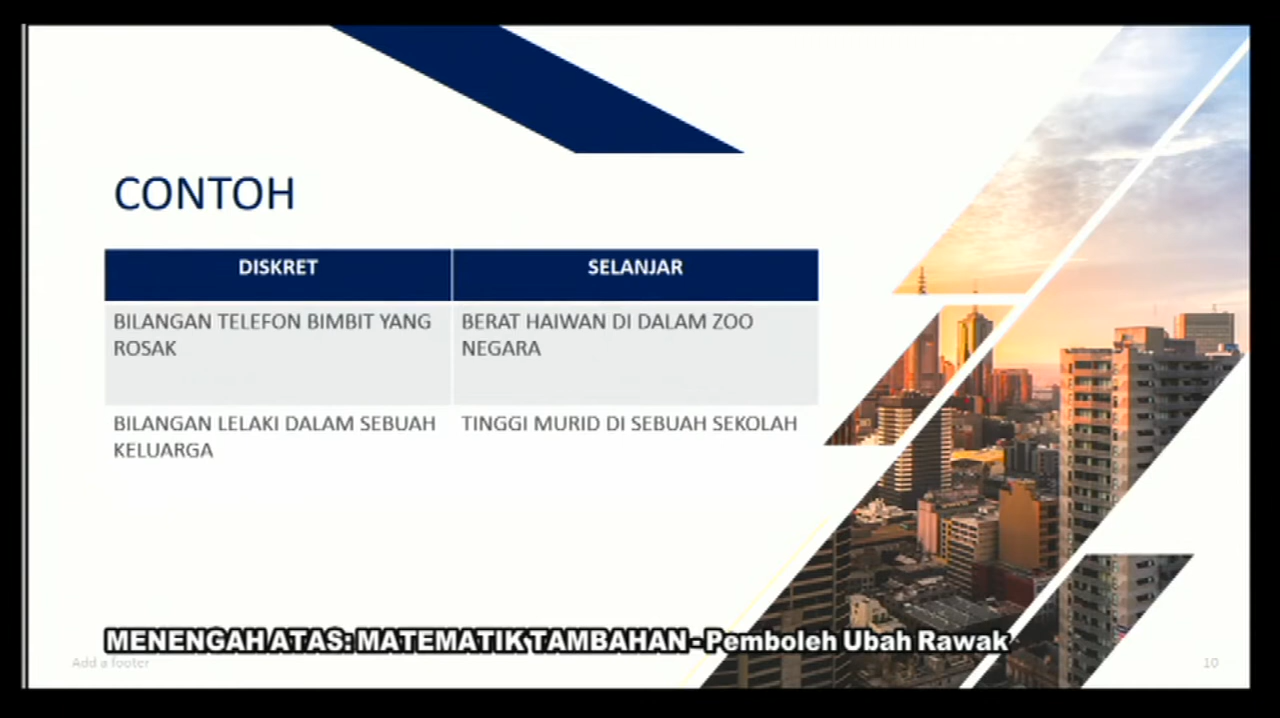 CONTOH
DISKRET
SELANJAR
BILANGAN TELEFON BIMBIT YANG
ROSAK
BERAT HAIWAN DI DALAM ZOO
NEGARA
BILANGAN LELAKI DALAM SEBUAH
KELUARGA
TINGGI MURID DI SEBUAH SEKOLAH
MENENGAH ATAS: MATEMATIK TAMBAHAN - Pemboleh Ubah Rawak
Add a footer
10